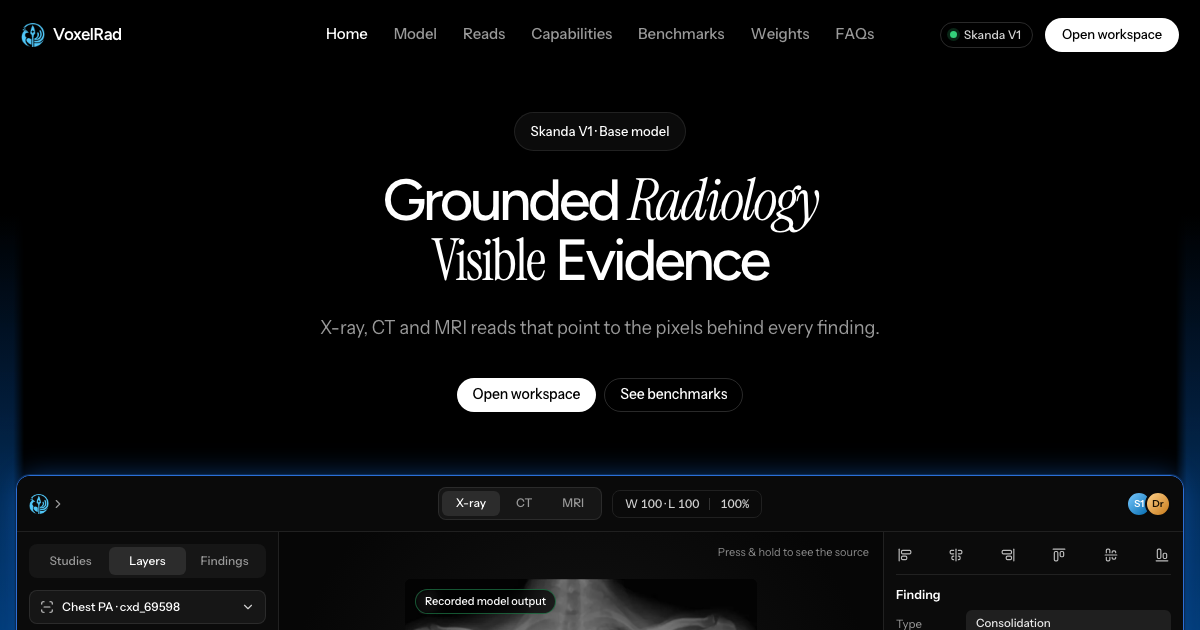 VoxelRad
Home Model Reads Capabilities Benchmarks Weights FAQs
Skanda V1
Open workspace
Skanda V1 · Base model
Grounded Radiology
Visible Evidence
X-ray, CT and MRI reads that point to the pixels behind every finding.
Open workspace
See benchmarks
X-ray CT MRI
W 100 · L 100 100%
S1 Dr
Studies Layers Findings
Press & hold to see the source
Chest PA · cxd_69598
Recorded model output
Finding
Type Consolidation